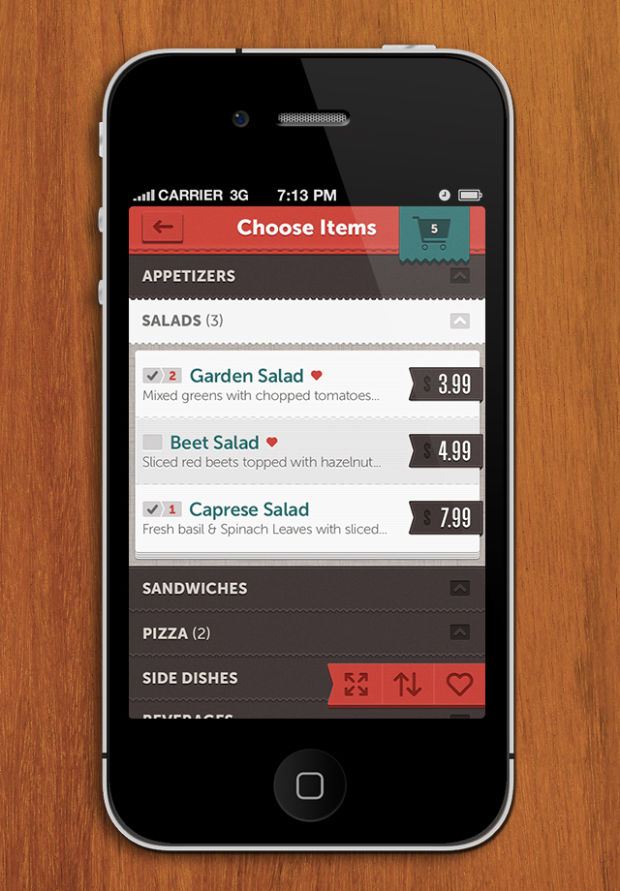 CARRIER 3G 7:13 PM
Choose Items 5
APPETIZERS
SALADS (3)
2 Garden Salad
Mixed greens with chopped tomatoes...
$ 3.99
Beet Salad
Sliced red beets topped with hazelnut...
$ 4.99
1 Caprese Salad
Fresh basil & Spinach Leaves with sliced...
$ 7.99
SANDWICHES
PIZZA (2)
SIDE DISHES
BEVERAGES